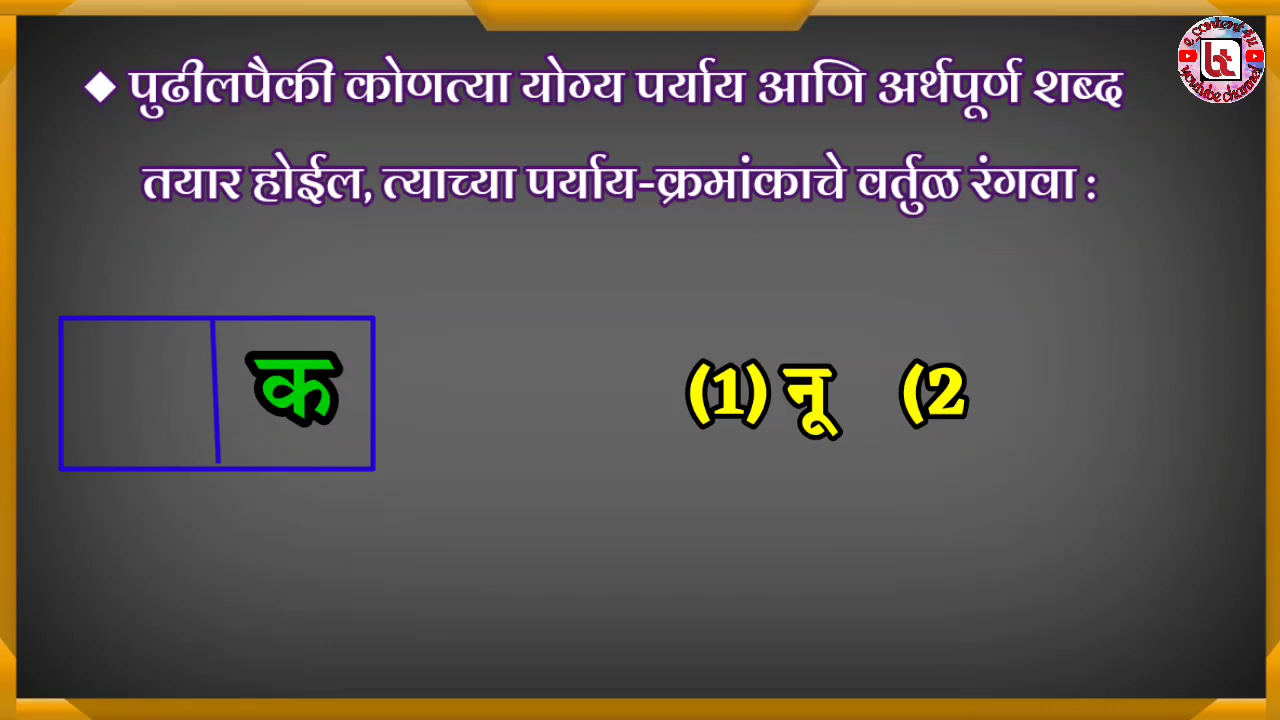 ◆ पुढीलपैकी कोणत्या योग्य पर्याय आणि अर्थपूर्ण शब्द
तयार होईल, त्याच्या पर्याय-क्रमांकाचे वर्तुळ रंगवा :
क (1) नू (2